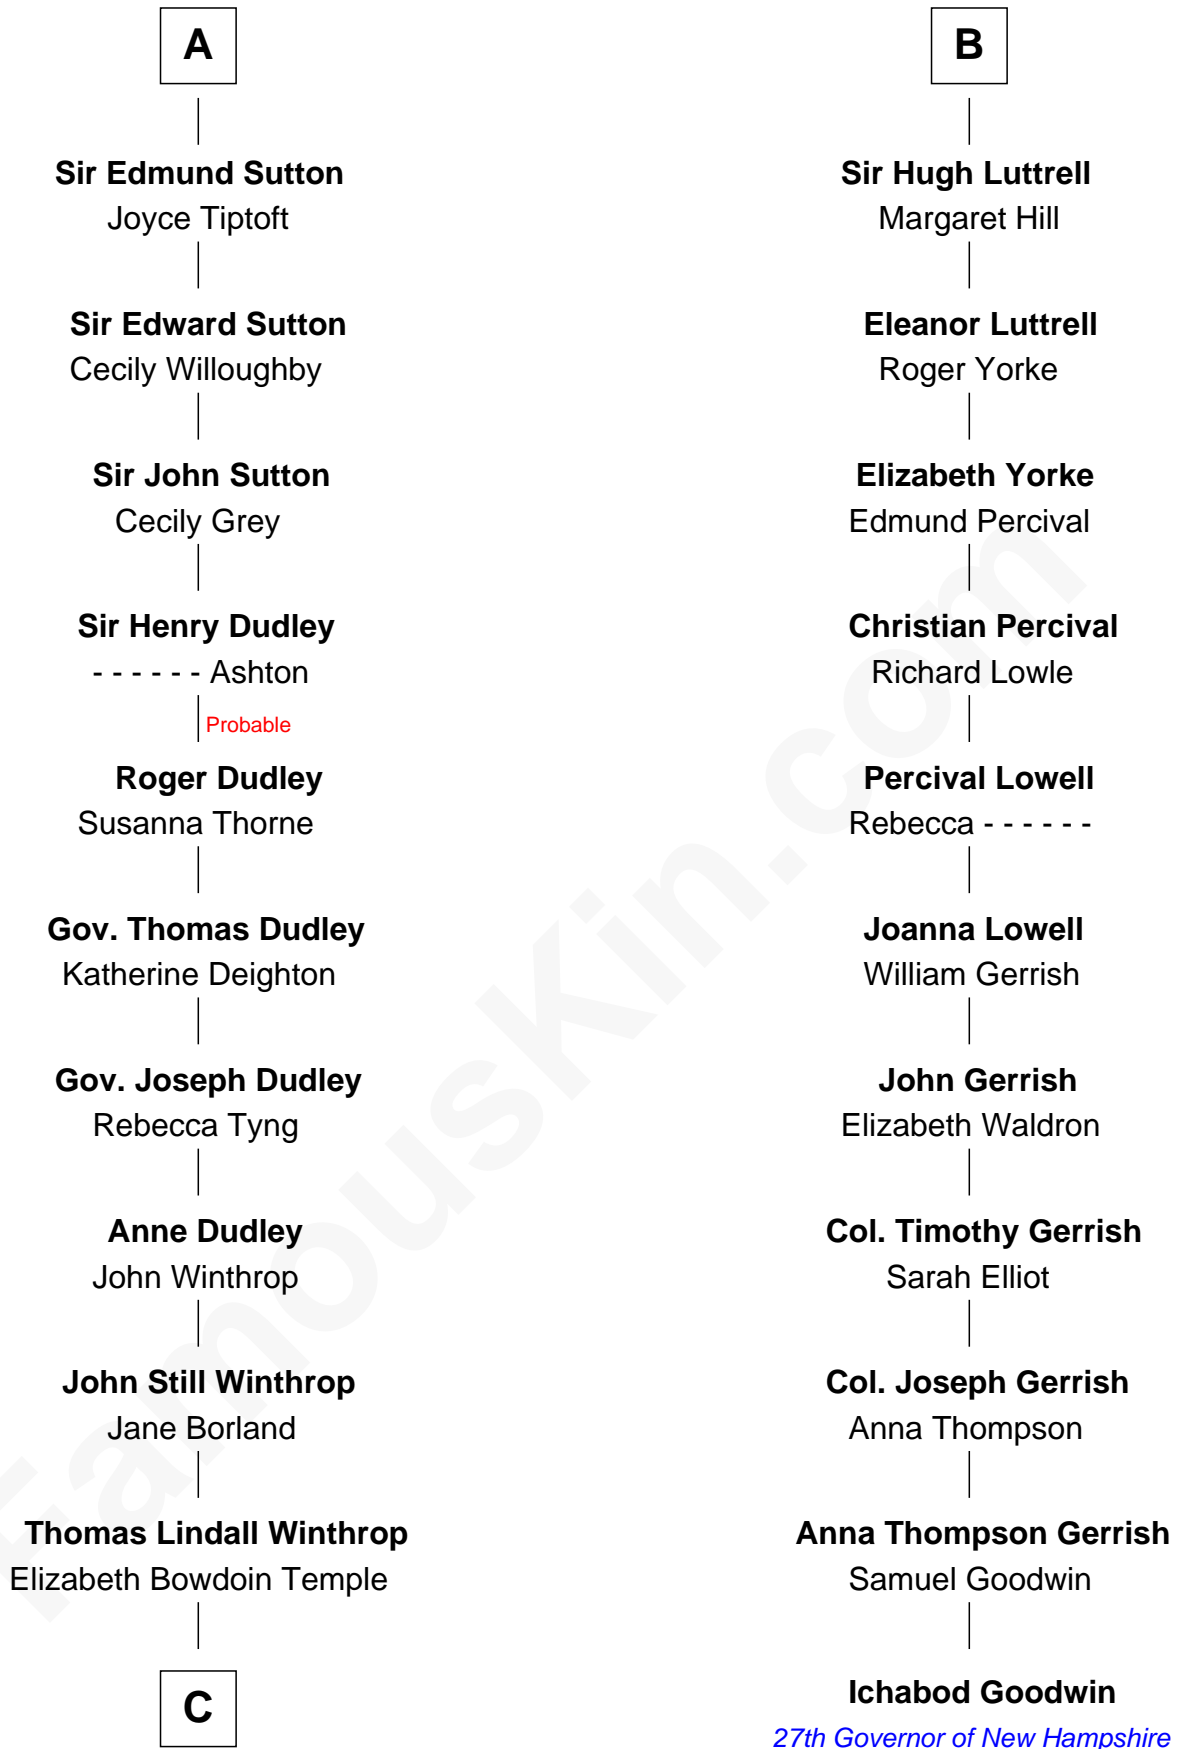 A
Sir Edmund Sutton
Joyce Tiptoft
Sir Edward Sutton
Cecily Willoughby
Sir John Sutton
Cecily Grey
Sir Henry Dudley
- - - - - - Ashton
Probable
Roger Dudley
Susanna Thorne
Gov. Thomas Dudley
Katherine Deighton
Gov. Joseph Dudley
Rebecca Tyng
Anne Dudley
John Winthrop
John Still Winthrop
Jane Borland
Thomas Lindall Winthrop
Elizabeth Bowdoin Temple
C
B
Sir Hugh Luttrell
Margaret Hill
Eleanor Luttrell
Roger Yorke
Elizabeth Yorke
Edmund Percival
Christian Percival
Richard Lowle
Percival Lowell
Rebecca - - - - - -
Joanna Lowell
William Gerrish
John Gerrish
Elizabeth Waldron
Col. Timothy Gerrish
Sarah Elliot
Col. Joseph Gerrish
Anna Thompson
Anna Thompson Gerrish
Samuel Goodwin
Ichabod Goodwin
27th Governor of New Hampshire
FamousKin.com